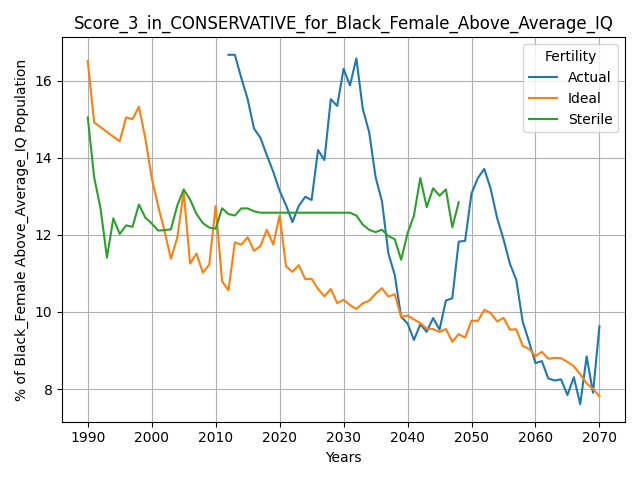 Score_3_in_CONSERVATIVE_for_Black_Female_Above_Average_IQ
% of Black_Female Above_Average_IQ Population
16
14
12
10
8
Fertility
Actual
Ideal
Sterile
1990 2000 2010 2020 2030 2040 2050 2060 2070
Years